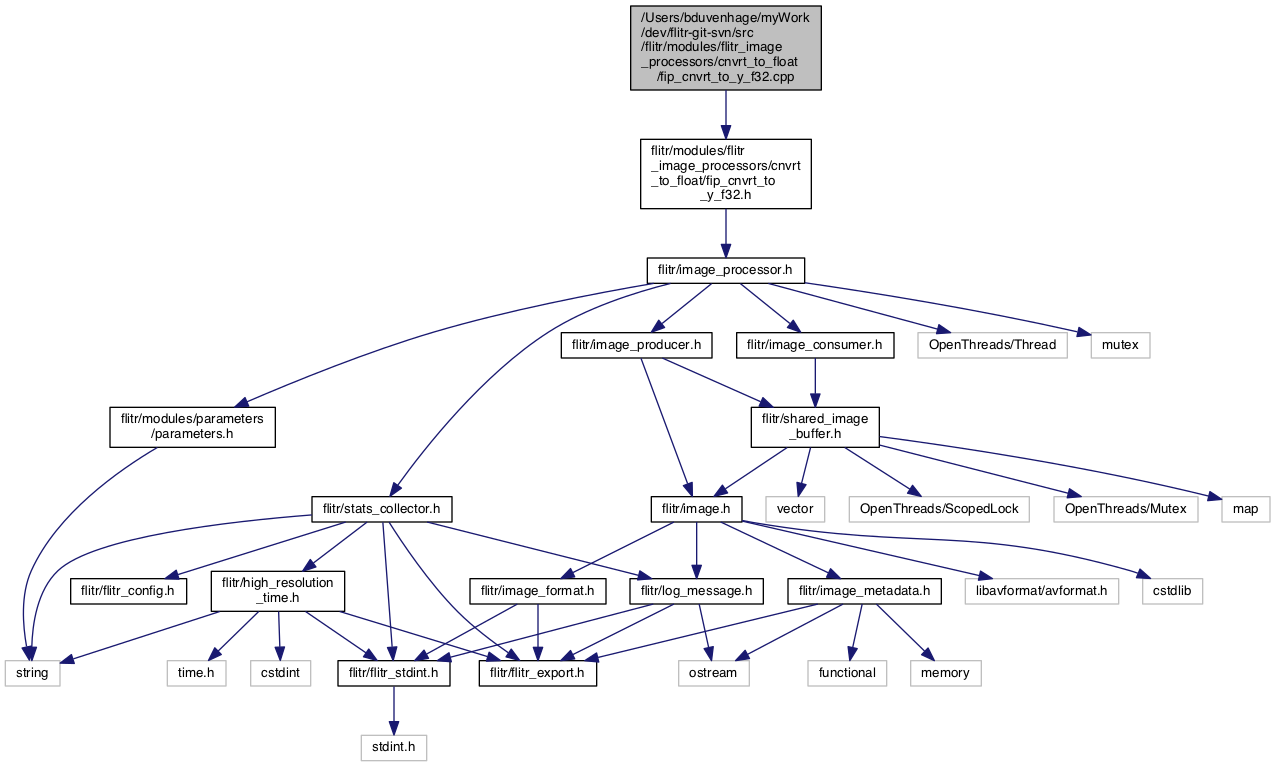 /Users/bduvenhage/myWork
/dev/flitr-git-svn/src
/flitr/modules/flitr_image
_processors/cnvrt_to_float
/fip_cnvrt_to_y_f32.cpp
flitr/modules/flitr
_image_processors/cnvrt
_to_float/fip_cnvrt_to
_y_f32.h
flitr/image_processor.h
flitr/image_producer.h
flitr/image_consumer.h
OpenThreads/Thread
mutex
flitr/modules/parameters
/parameters.h
flitr/shared_image
_buffer.h
flitr/stats_collector.h
flitr/image.h
vector
OpenThreads/ScopedLock
OpenThreads/Mutex
map
flitr/flitr_config.h
flitr/high_resolution
_time.h
flitr/image_format.h
flitr/log_message.h
flitr/image_metadata.h
libavformat/avformat.h
cstdlib
string
time.h
cstdint
flitr/flitr_stdint.h
flitr/flitr_export.h
ostream
functional
memory
stdint.h